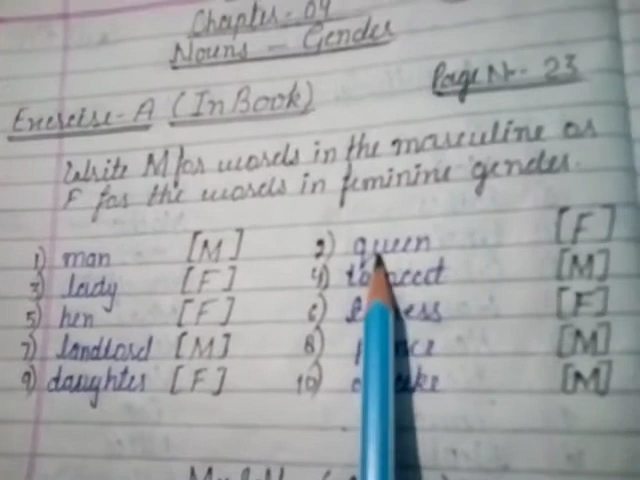 Chapter-04
Nouns - Gender
Page Nr- 23
Exercise-A (In Book)
Write M for words in the masculine or
F for the words in feminine gender.
1) man [M] 2) queen [F]
3) lady [F] 4) [M]
5) hen [F] 6) [F]
7) landlord [M] 8) [M]
9) daughter [F] 10) [M]